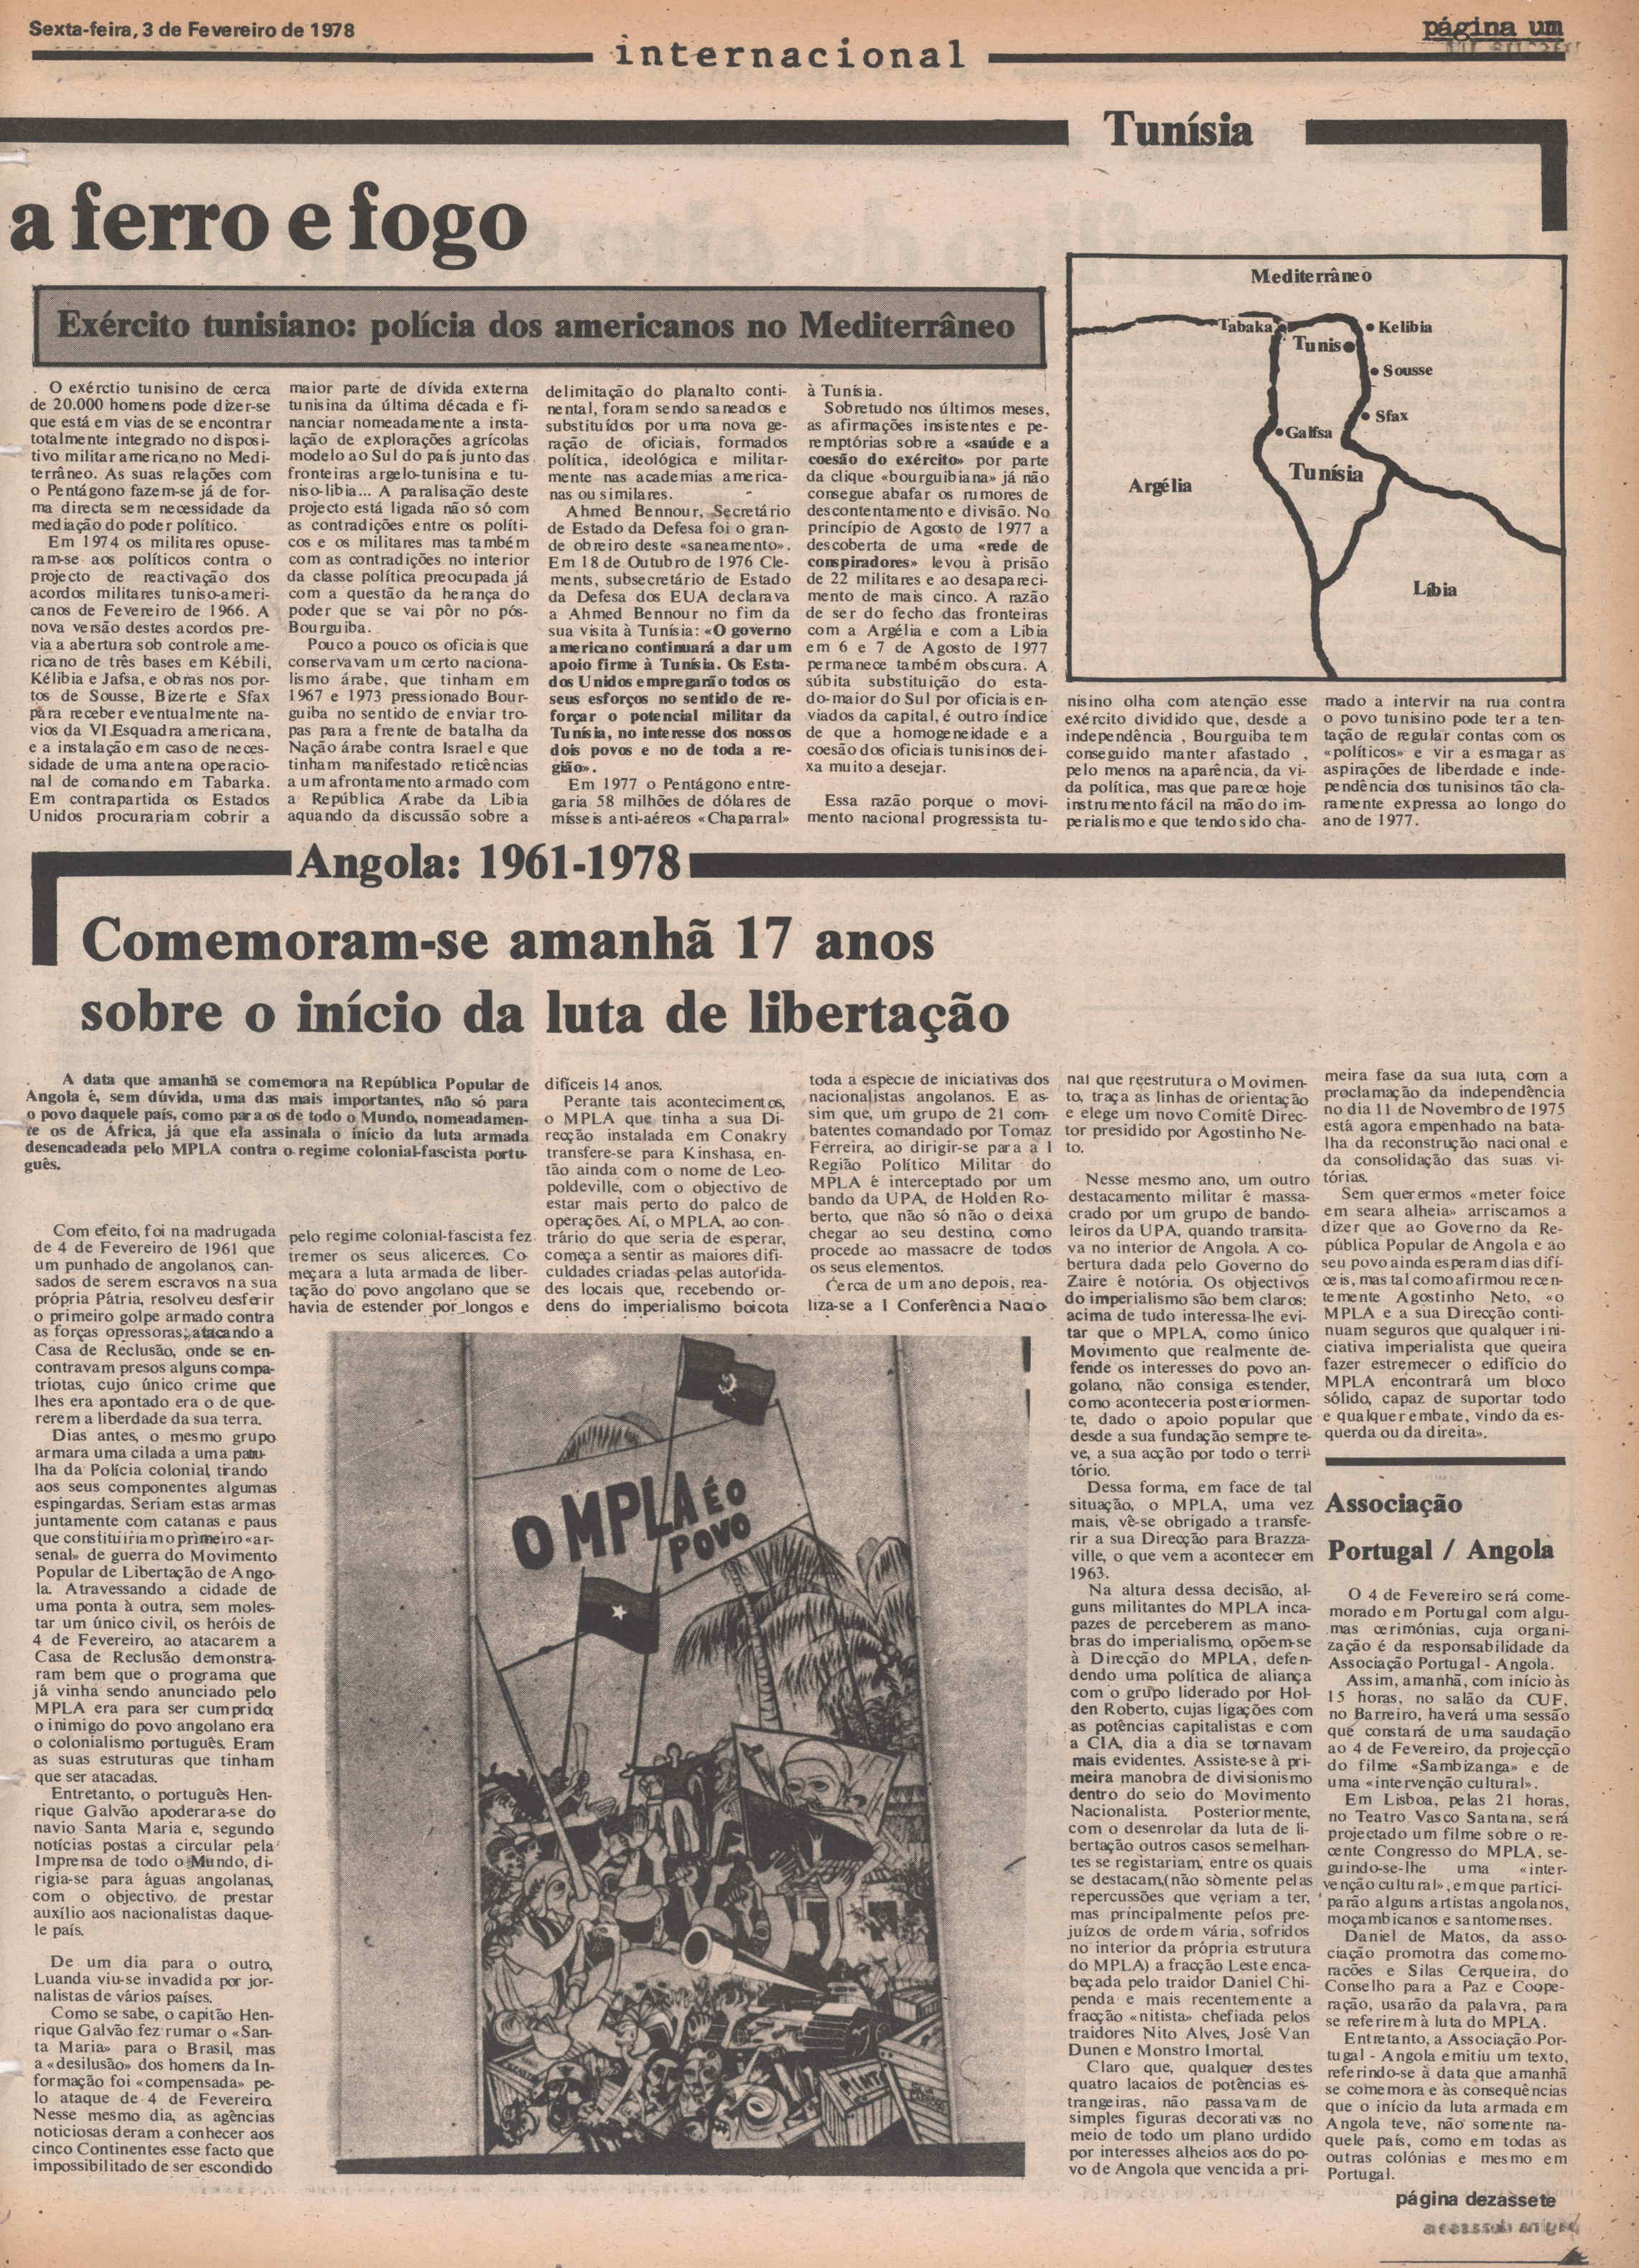 Sexta-feira, 3 de Fevereiro de 1978
página um
internacional
Tunísia
a ferro e fogo
Exército tunisiano: polícia dos americanos no Mediterrâneo
O exérctio tunisino de cerca
de 20.000 homens pode dizer-se
que está em vias de se encontrar
totalmente integrado no disposi-
tivo militar americano no Medi-
terrâneo. As suas relações com
o Pentágono fazem-se já de for-
ma directa sem necessidade da
mediação do poder político.
Em 1974 os militares opuse-
ram-se aos políticos contra o
projecto de reactivação dos
acordos militares tuniso-ameri-
canos de Fevereiro de 1966. A
nova versão destes acordos pre-
via a abertura sob controle ame-
ricano de três bases em Kébili,
Kélibia e Jafsa, e obras nos por-
tos de Sousse, Bizerte e Sfax
para receber eventualmente na-
vios da VI Esquadra americana,
e a instalação em caso de neces-
sidade de uma antena operacio-
nal de comando em Tabarka.
Em contrapartida os Estados
Unidos procurariam cobrir a
maior parte de dívida externa
tunisina da última década e fi-
nanciar nomeadamente a insta-
lação de explorações agrícolas
modelo ao Sul do país junto das
fronteiras argelo-tunisina e tu-
niso-libia... A paralisação deste
projecto está ligada não só com
as contradições entre os políti-
cos e os militares mas também
com as contradições no interior
da classe política preocupada já
com a questão da herança do
poder que se vai pôr no pós-
Bourguiba.
Pouco a pouco os oficiais que
conservavam um certo naciona-
lismo árabe, que tinham em
1967 e 1973 pressionado Bour-
guiba no sentido de enviar tro-
pas para a frente de batalha da
Nação árabe contra Israel e que
tinham manifestado reticências
a um afrontamento armado com
a República Árabe da Libia
aquando da discussão sobre a
delimitação do planalto conti-
nental, foram sendo saneados e
substituídos por uma nova ge-
ração de oficiais, formados
política, ideológica e militar-
mente nas academias america-
nas ou similares.
Ahmed Bennour, Secretário
de Estado da Defesa foi o gran-
de obreiro deste «saneamento».
Em 18 de Outubro de 1976 Cle-
ments, subsecretário de Estado
da Defesa dos EUA declarava
a Ahmed Bennour no fim da
sua visita à Tunísia: «O governo
americano continuará a dar um
apoio firme à Tunísia. Os Esta-
dos Unidos empregarão todos os
seus esforços no sentido de re-
forçar o potencial militar da
Tunísia, no interesse dos nossos
dois povos e no de toda a re-
gião».
Em 1977 o Pentágono entre-
garia 58 milhões de dólares de
mísseis anti-aéreos «Chaparral»
à Tunísia.
Sobretudo nos últimos meses,
as afirmações insistentes e pe-
remptórias sobre a «saúde e a
coesão do exército» por parte
da clique «bourguibiana» já não
consegue abafar os rumores de
descontentamento e divisão. No
princípio de Agosto de 1977 a
descoberta de uma «rede de
conspiradores» levou à prisão
de 22 militares e ao desapareci-
mento de mais cinco. A razão
de ser do fecho das fronteiras
com a Argélia e com a Libia
em 6 e 7 de Agosto de 1977
permanece também obscura. A
súbita substituição do esta-
do-maior do Sul por oficiais en-
viados da capital, é outro índice
de que a homogeneidade e a
coesão dos oficiais tunisinos dei-
xa muito a desejar.
Essa razão porque o movi-
mento nacional progressista tu-
Mediterrâneo
Tabaka
Kelibia
Tunis
Sousse
Sfax
Galfsa
Tunísia
Argélia
Líbia
nisino olha com atenção esse
exército dividido que, desde a
independência , Bourguiba tem
conseguido manter afastado ,
pelo menos na aparência, da vi-
da política, mas que parece hoje
instrumento fácil na mão do im-
perialismo e que tendo sido cha-
mado a intervir na rua contra
o povo tunisino pode ter a ten-
tação de regular contas com os
«políticos» e vir a esmagar as
aspirações de liberdade e inde-
pendência dos tunisinos tão cla-
ramente expressa ao longo do
ano de 1977.
Angola: 1961-1978
Comemoram-se amanhã 17 anos
sobre o início da luta de libertação
A data que amanhã se comemora na República Popular de
Angola é, sem dúvida, uma das mais importantes, não só para
o povo daquele país, como para os de todo o Mundo, nomeadamen-
te os de África, já que ela assinala o início da luta armada
desencadeada pelo MPLA contra o regime colonial-fascista portu-
guês.
Com efeito, foi na madrugada
de 4 de Fevereiro de 1961 que
um punhado de angolanos, can-
sados de serem escravos na sua
própria Pátria, resolveu desferir
o primeiro golpe armado contra
as forças opressoras; atacando a
Casa de Reclusão, onde se en-
contravam presos alguns compa-
triotas, cujo único crime que
lhes era apontado era o de que-
rerem a liberdade da sua terra.
Dias antes, o mesmo grupo
armara uma cilada a uma patru-
lha da Polícia colonial, tirando
aos seus componentes algumas
espingardas. Seriam estas armas
juntamente com catanas e paus
que constituiriam o primeiro «ar-
senal» de guerra do Movimento
Popular de Libertação de Ango-
la. Atravessando a cidade de
uma ponta à outra, sem moles-
tar um único civil, os heróis de
4 de Fevereiro, ao atacarem a
Casa de Reclusão demonstra-
ram bem que o programa que
já vinha sendo anunciado pelo
MPLA era para ser cumprido:
o inimigo do povo angolano era
o colonialismo português. Eram
as suas estruturas que tinham
que ser atacadas.
Entretanto, o português Hen-
rique Galvão apoderara-se do
navio Santa Maria e, segundo
notícias postas a circular pela
Imprensa de todo o Mundo, di-
rigia-se para águas angolanas,
com o objectivo de prestar
auxílio aos nacionalistas daque-
le país.
De um dia para o outro,
Luanda viu-se invadida por jor-
nalistas de vários países.
Como se sabe, o capitão Hen-
rique Galvão fez rumar o «San-
ta Maria» para o Brasil, mas
a «desilusão» dos homens da In-
formação foi «compensada» pe-
lo ataque de 4 de Fevereiro.
Nesse mesmo dia, as agências
noticiosas deram a conhecer aos
cinco Continentes esse facto que
impossibilitado de ser escondido
pelo regime colonial-fascista fez
tremer os seus alicerces. Co
meçara a luta armada de liber-
tação do povo angolano que se
havia de estender por longos e
difíceis 14 anos.
Perante tais acontecimentos,
o MPLA que tinha a sua Di-
recção instalada em Conakry
transfere-se para Kinshasa, en-
tão ainda com o nome de Leo-
poldeville, com o objectivo de
estar mais perto do palco de
operações. Aí, o MPLA, ao con-
trário do que seria de esperar,
começa a sentir as maiores difi-
culdades criadas pelas autorida-
des locais que, recebendo or-
dens do imperialismo boicota
toda a espécie de iniciativas dos
nacionalistas angolanos. E as-
sim que, um grupo de 21 com-
batentes comandado por Tomaz
Ferreira, ao dirigir-se para a I
Região Político Militar do
MPLA é interceptado por um
bando da UPA, de Holden Ro-
berto, que não só não o deixa
chegar ao seu destino, como
procede ao massacre de todos
os seus elementos.
Cerca de um ano depois, rea-
liza-se a I Conferência Nacio
O MPLA É O
POVO
nal que reestrutura o Movimen-
to, traça as linhas de orientação
e elege um novo Comité Direc-
tor presidido por Agostinho Ne-
to.
Nesse mesmo ano, um outro
destacamento militar é massa-
crado por um grupo de bando-
leiros da UPA, quando transita-
va no interior de Angola. A co-
bertura dada pelo Governo do
Zaire é notória. Os objectivos
do imperialismo são bem claros:
acima de tudo interessa-lhe evi-
tar que o MPLA, como único
Movimento que realmente de-
fende os interesses do povo an-
golano, não consiga estender,
como aconteceria posteriormen-
te, dado o apoio popular que
desde a sua fundação sempre te-
ve, a sua acção por todo o terri-
tório.
Dessa forma, em face de tal
situação, o MPLA, uma vez
mais, vê-se obrigado a transfe-
rir a sua Direcção para Brazza-
ville, o que vem a acontecer em
1963.
Na altura dessa decisão, al-
guns militantes do MPLA inca-
pazes de perceberem as mano-
bras do imperialismo, opõem-se
à Direcção do MPLA, defen-
dendo uma política de aliança
com o grupo liderado por Hol-
den Roberto, cujas ligações com
as potências capitalistas e com
a CIA, dia a dia se tornavam
mais evidentes. Assiste-se à pri-
meira manobra de divisionismo
dentro do seio do Movimento
Nacionalista. Posteriormente,
com o desenrolar da luta de li-
bertação outros casos semelhan-
tes se registariam, entre os quais
se destacam,(não sòmente pelas
repercussões que veriam a ter,
mas principalmente pelos pre-
juízos de ordem vária, sofridos
no interior da própria estrutura
do MPLA) a fracção Leste enca-
beçada pelo traidor Daniel Chi-
penda e mais recentemente a
fracção «nitista» chefiada pelos
traidores Nito Alves, José Van
Dunen e Monstro Imortal.
Claro que, qualquer destes
quatro lacaios de potências es-
trangeiras, não passavam de
simples figuras decorativas no
meio de todo um plano urdido
por interesses alheios aos do po-
vo de Angola que vencida a pri-
meira fase da sua luta, com a
proclamação da independência
no dia 11 de Novembro de 1975
está agora empenhado na bata-
lha da reconstrução nacional e
da consolidação das suas vi-
tórias.
Sem querermos «meter foice
em seara alheia» arriscamos a
dizer que ao Governo da Re-
pública Popular de Angola e ao
seu povo ainda esperam dias difí-
ceis, mas tal como afirmou recen-
temente Agostinho Neto, «o
MPLA e a sua Direcção conti-
nuam seguros que qualquer ini-
ciativa imperialista que queira
fazer estremecer o edifício do
MPLA encontrará um bloco
sólido, capaz de suportar todo
e qualquer embate, vindo da es-
querda ou da direita».
Associação
Portugal / Angola
O 4 de Fevereiro será come-
morado em Portugal com algu-
mas cerimónias, cuja organi-
zação é da responsabilidade da
Associação Portugal - Angola.
Assim, amanhã, com início às
15 horas, no salão da CUF,
no Barreiro, haverá uma sessão
que constará de uma saudação
ao 4 de Fevereiro, da projecção
do filme «Sambizanga» e de
uma «intervenção cultural».
Em Lisboa, pelas 21 horas,
no Teatro Vasco Santana, será
projectado um filme sobre o re-
cente Congresso do MPLA, se-
guindo-se-lhe uma «inter-
venção cultural», em que partici-
parão alguns artistas angolanos,
moçambicanos e santomenses.
Daniel de Matos, da asso-
ciação promotra das comemo-
rações e Silas Cerqueira, do
Conselho para a Paz e Coope-
ração, usarão da palavra, para
se referirem à luta do MPLA.
Entretanto, a Associação Por-
tugal - Angola emitiu um texto,
referindo-se à data que amanhã
se comemora e às consequências
que o início da luta armada em
Angola teve, não somente na-
quele país, como em todas as
outras colónias e mesmo em
Portugal.
página dezassete